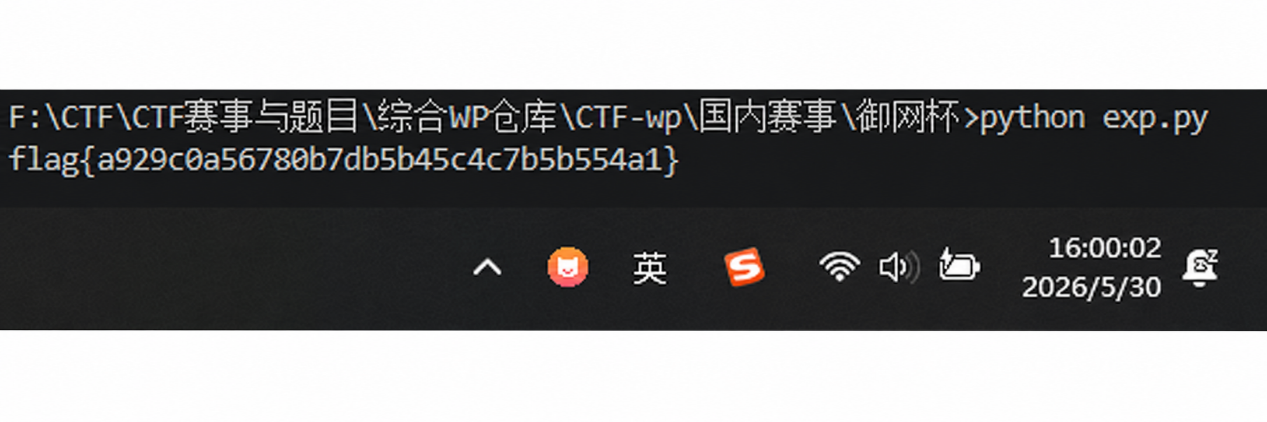 F:\CTF\CTF赛事与题目\综合WP仓库\CTF-wp\国内赛事\御网杯>python exp.py
flag{a929c0a56780b7db5b45c4c7b5b554a1}
英
16:00:02
2026/5/30